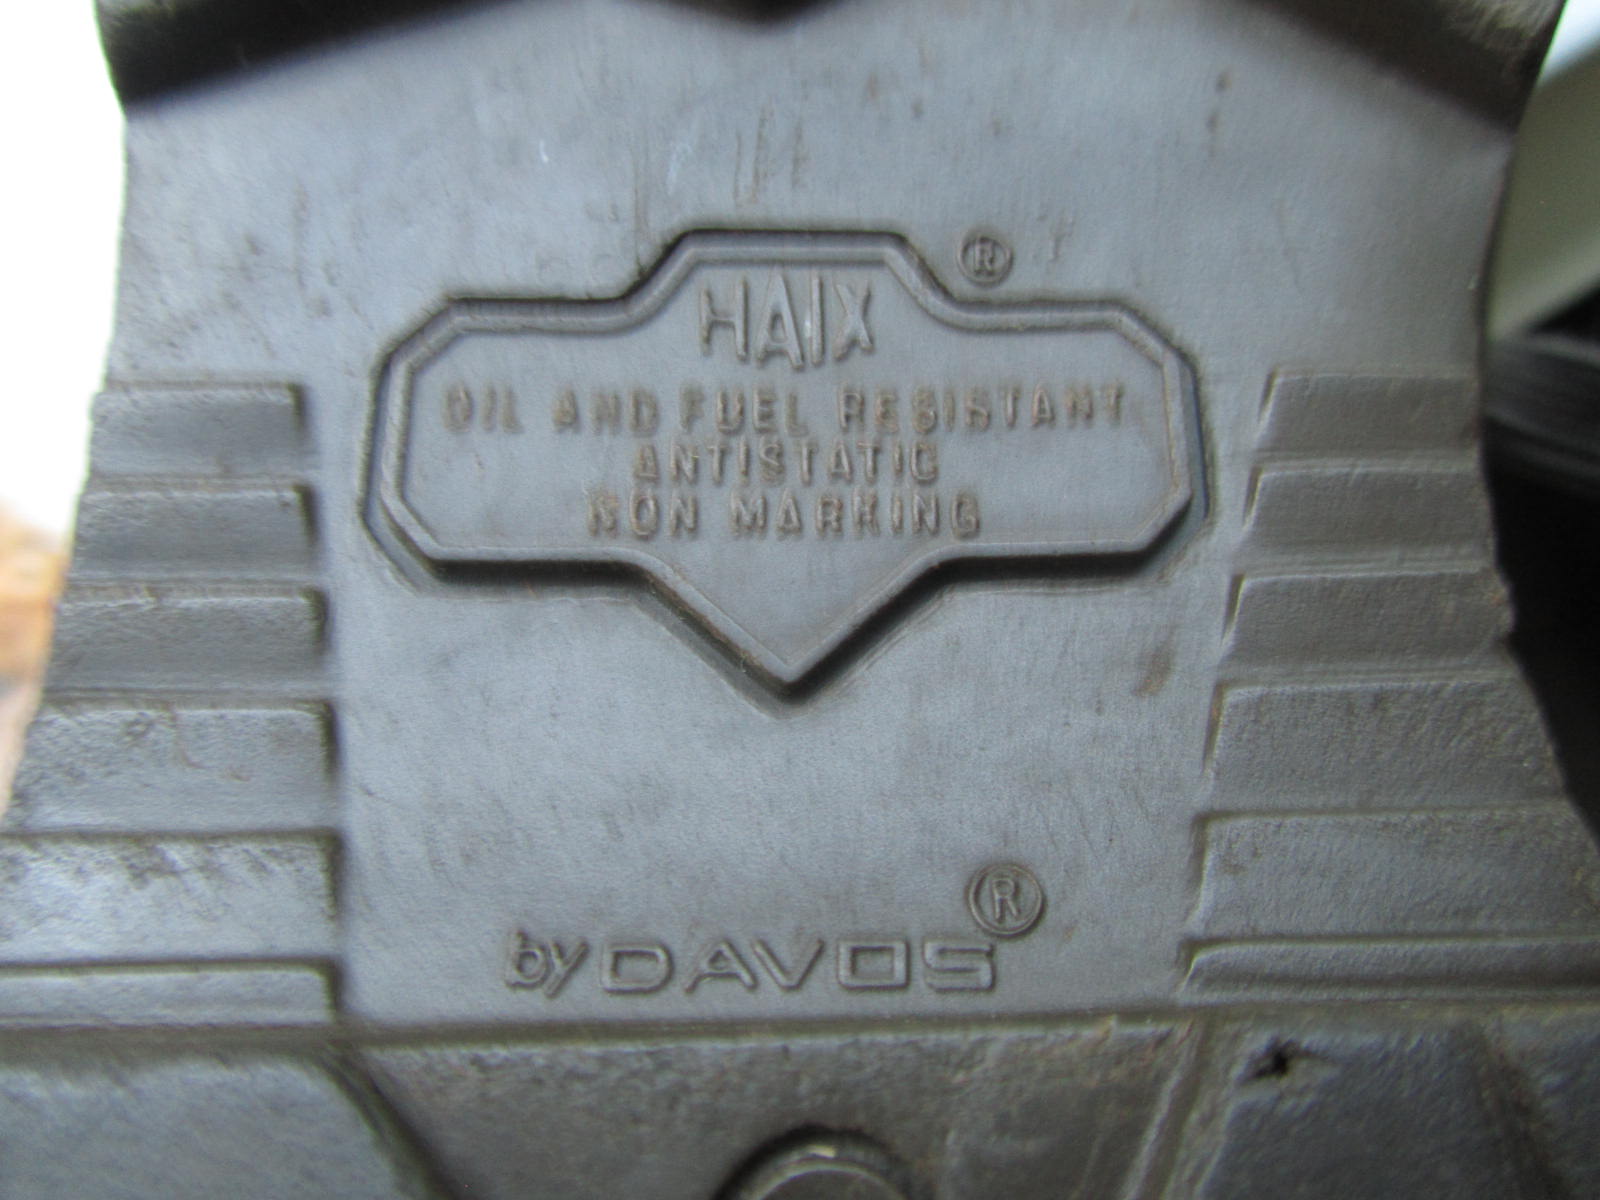 HAIX ®
OIL AND FUEL RESISTANT
ANTISTATIC
NON MARKING
by DAVOS ®